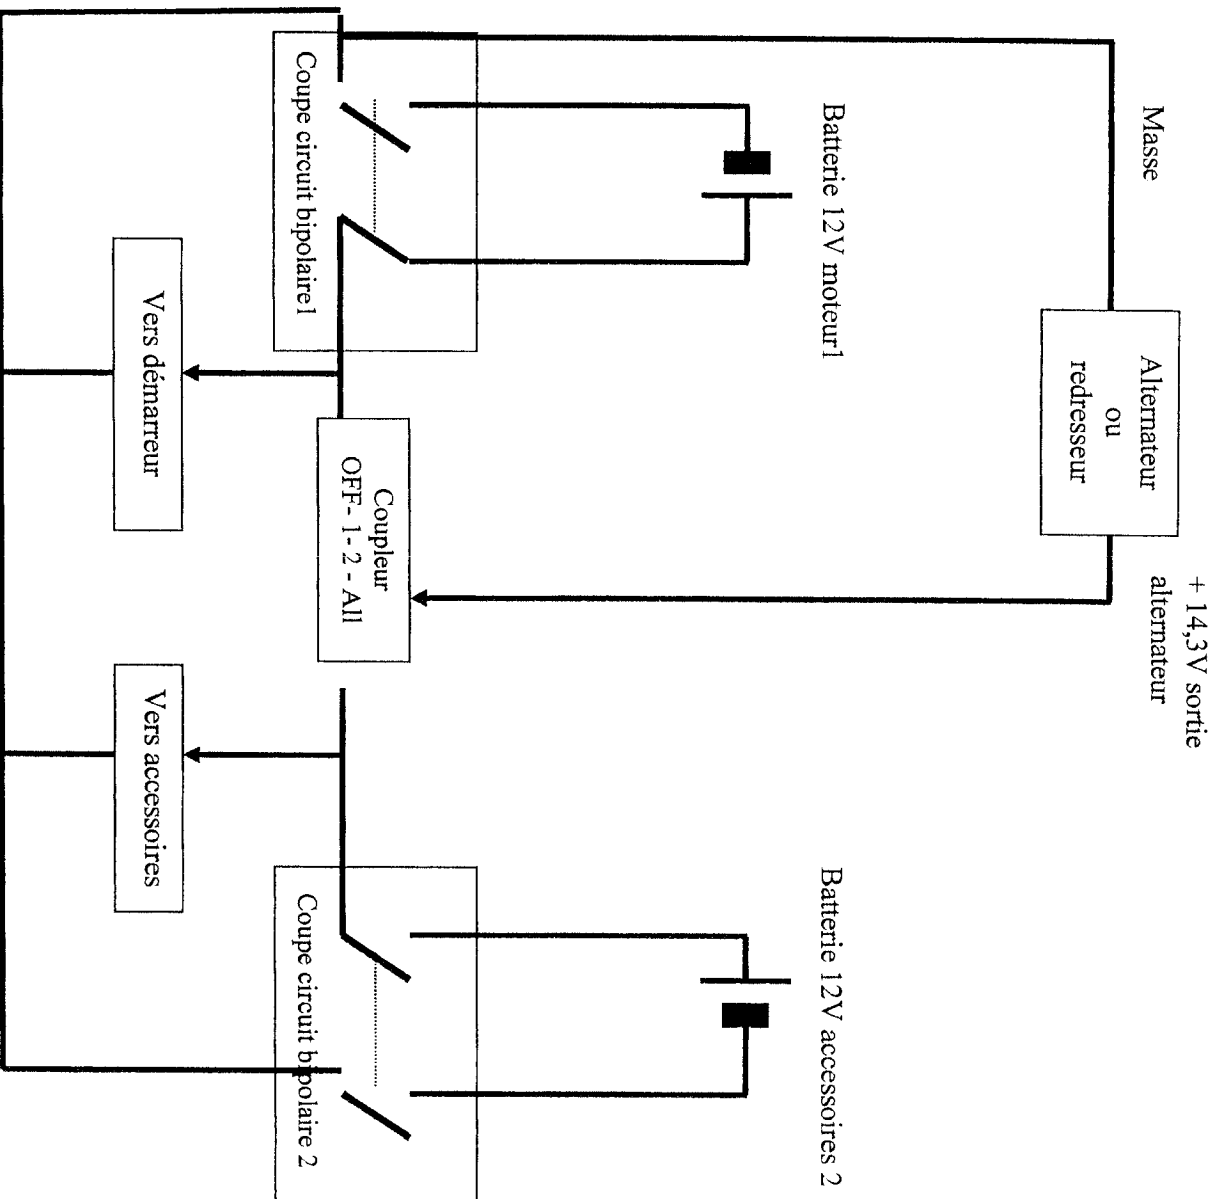 Masse
Alternateur
ou
redresseur
+ 14,3V sortie
alternateur
Batterie 12V moteur1
Batterie 12V accessoires 2
Coupe circuit bipolaire1
Coupleur
OFF- 1 - 2 - All
Coupe circuit bipolaire 2
Vers démarreur
Vers accessoires